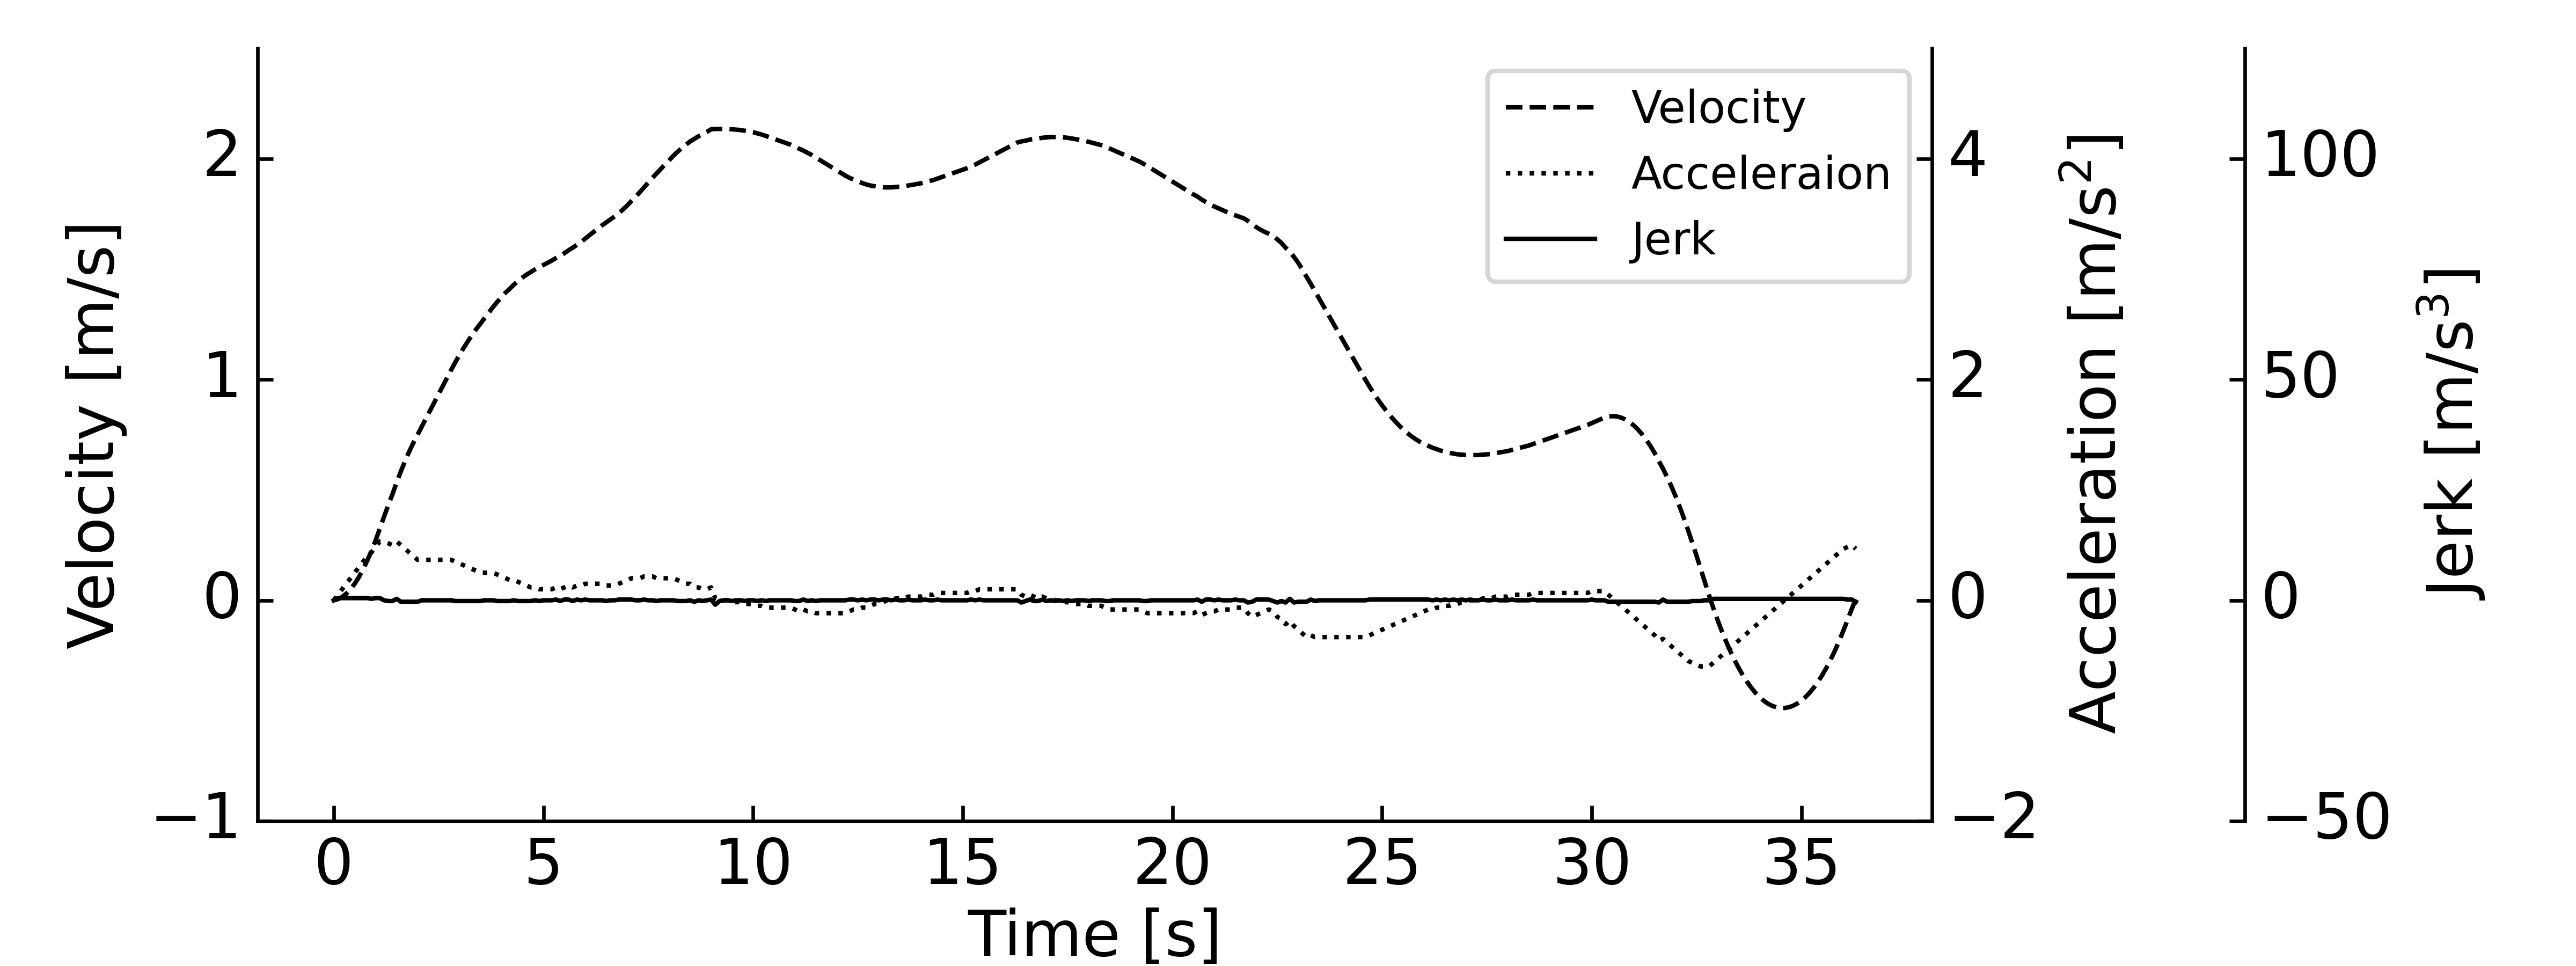 Velocity [m/s]
2
1
0
−1
0 5 10 15 20 25 30 35
Time [s]
Velocity
Acceleraion
Jerk
4
2
0
−2
Acceleration [m/s²]
100
50
0
−50
Jerk [m/s³]